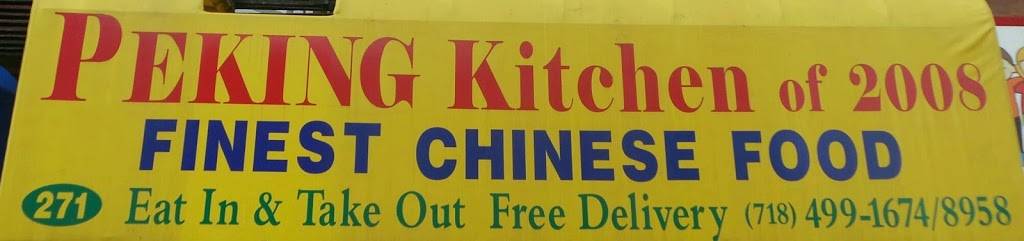 PEKING Kitchen of 2008
FINEST CHINESE FOOD
271 Eat In & Take Out Free Delivery (718) 499-1674/8958